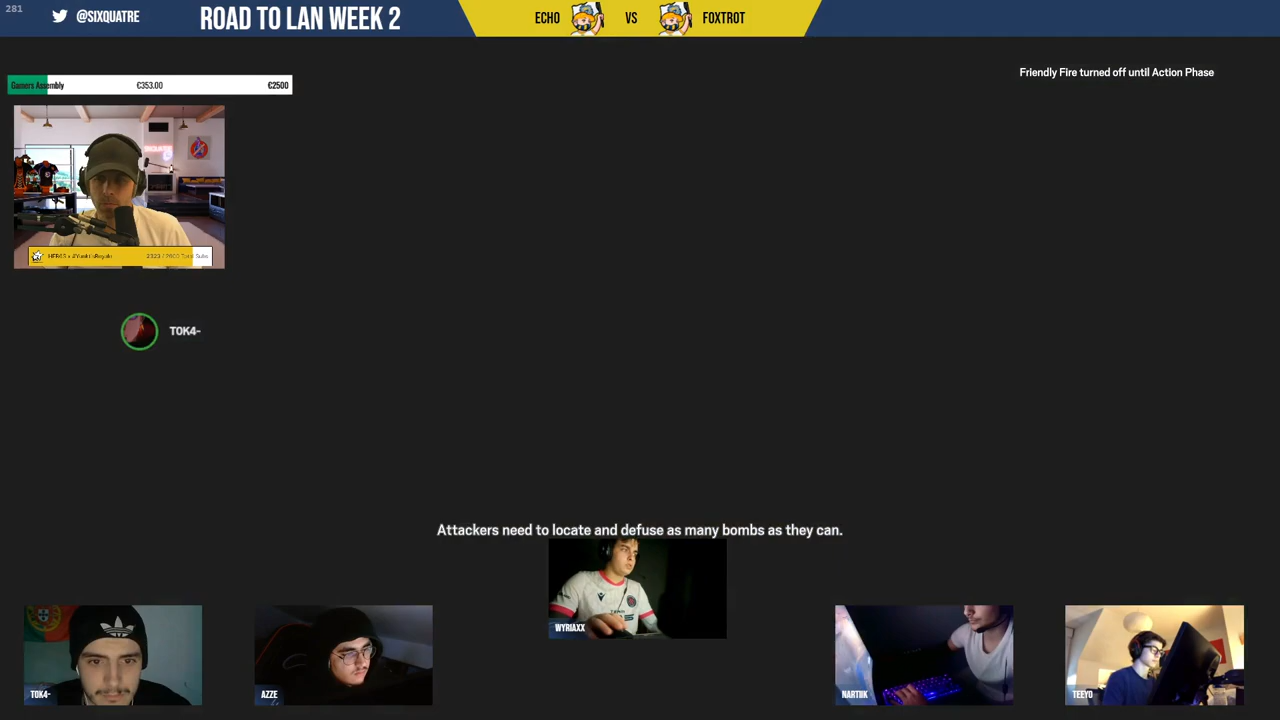 281
@SIXQUATRE
ROAD TO LAN WEEK 2
ECHO
VS
FOXTROT
Friendly Fire turned off until Action Phase
Gamers Assembly
€353.00
€2500
TOK4-
Attackers need to locate and defuse as many bombs as they can.
WYRIAXX
TOK4-
AZZE
NARTIIK
TEEYO